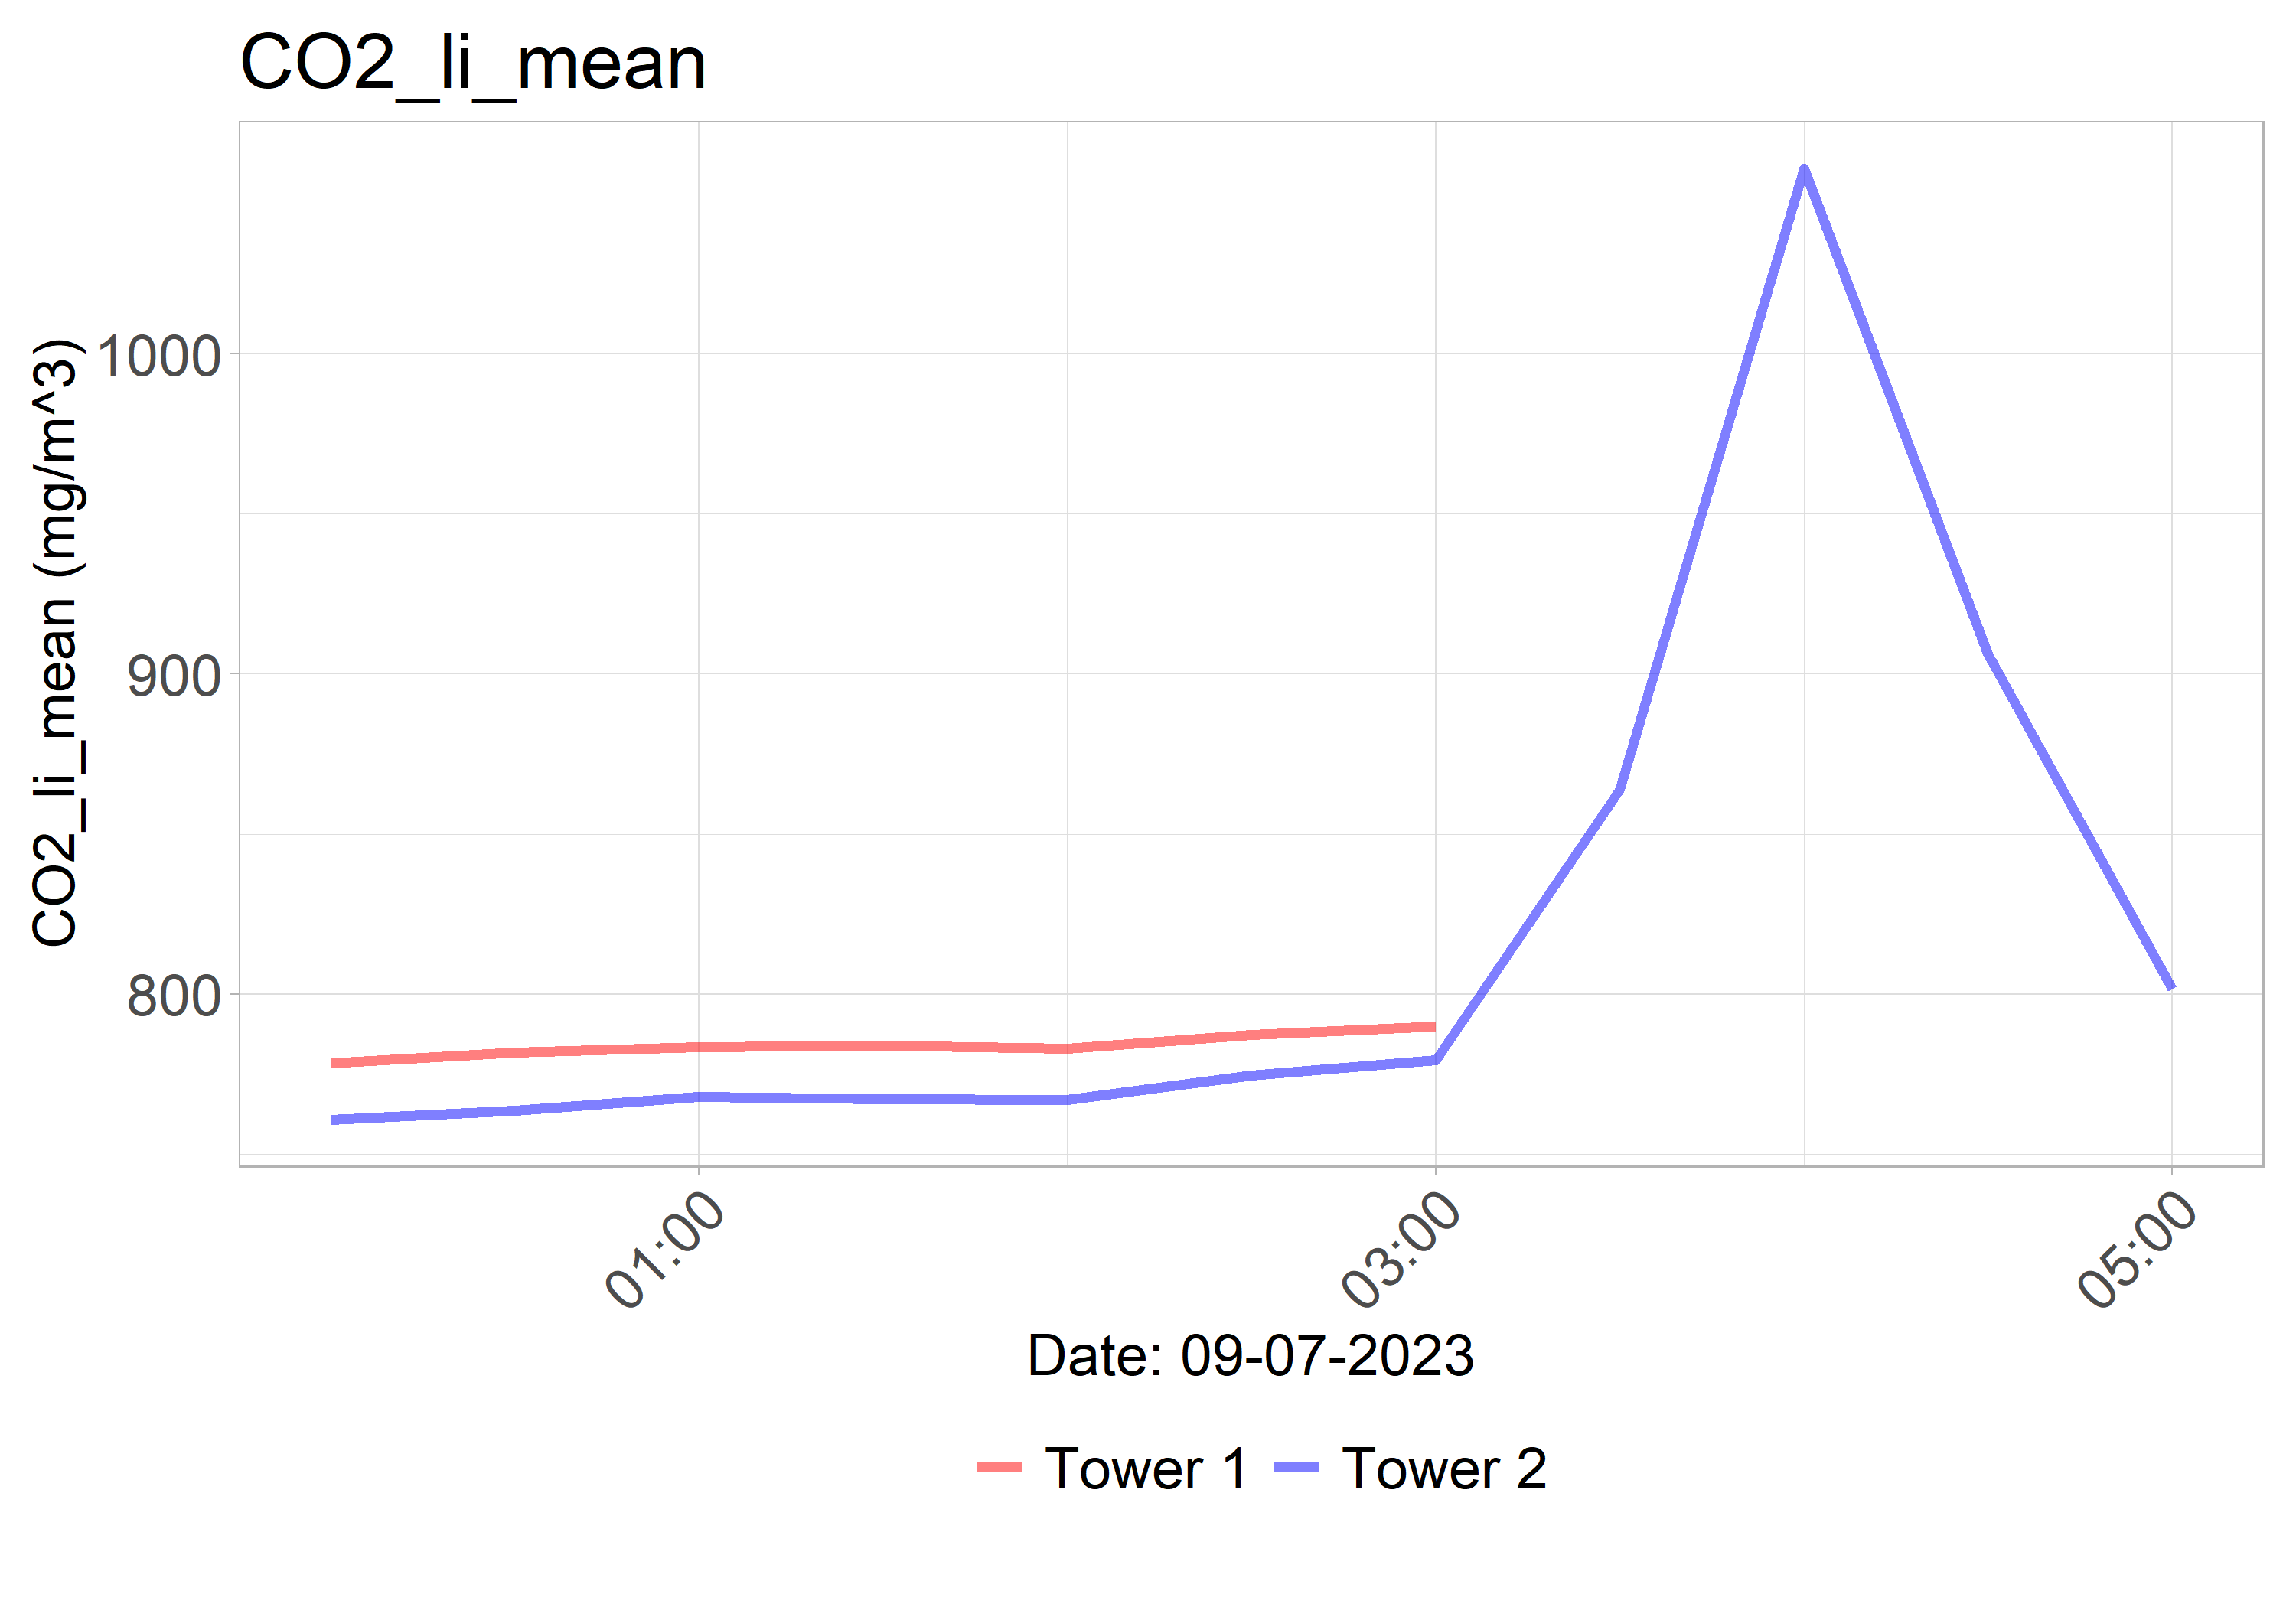 CO2_li_mean
CO2_li_mean (mg/m^3)
1000
900
800
01:00
03:00
05:00
Date: 09-07-2023
Tower 1
Tower 2